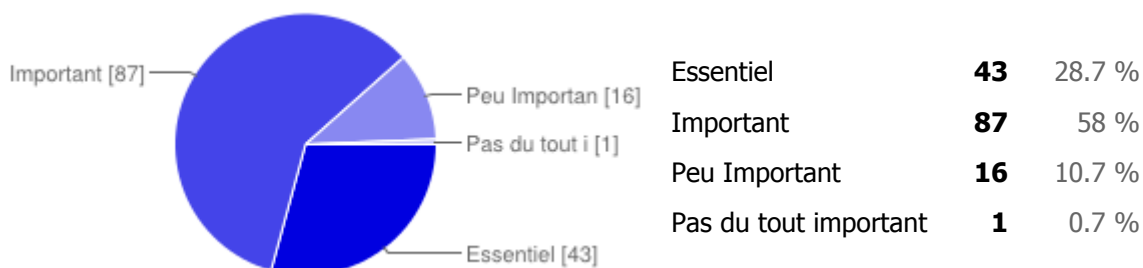 Important [87]
Peu Importan [16]
Pas du tout i [1]
Essentiel [43]
Essentiel 43 28.7 %
Important 87 58 %
Peu Important 16 10.7 %
Pas du tout important 1 0.7 %